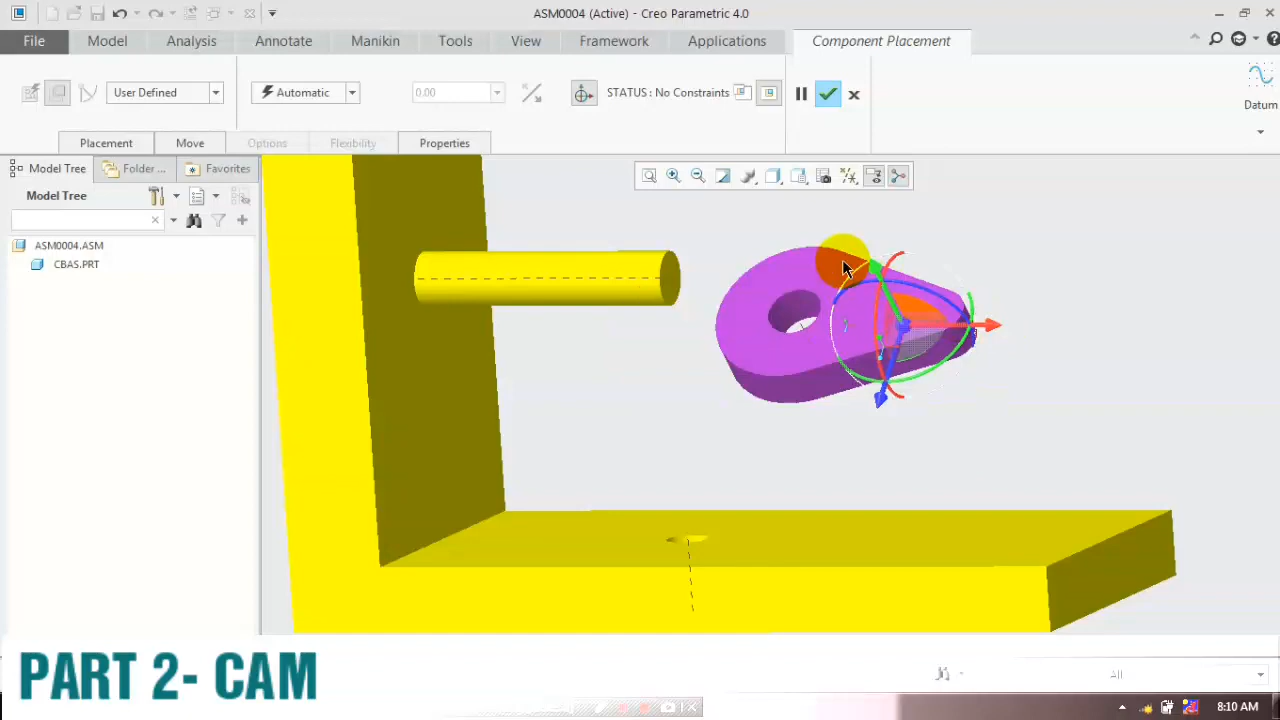 ASM0004 (Active) - Creo Parametric 4.0
File Model Analysis Annotate Manikin Tools View Framework Applications Component Placement
User Defined Automatic 0.00 STATUS : No Constraints
Datum
Placement Move Options Flexibility Properties
Model Tree Folder ... Favorites
Model Tree
ASM0004.ASM
CBAS.PRT
PART 2- CAM
All
8:10 AM